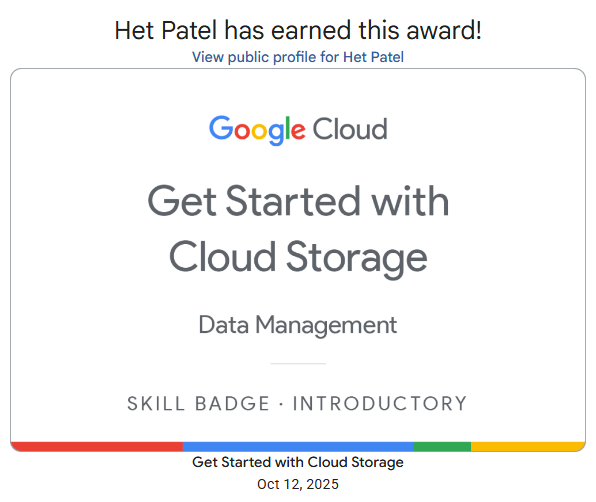 Het Patel has earned this award!
View public profile for Het Patel
Google Cloud
Get Started with
Cloud Storage
Data Management
SKILL BADGE · INTRODUCTORY
Get Started with Cloud Storage
Oct 12, 2025